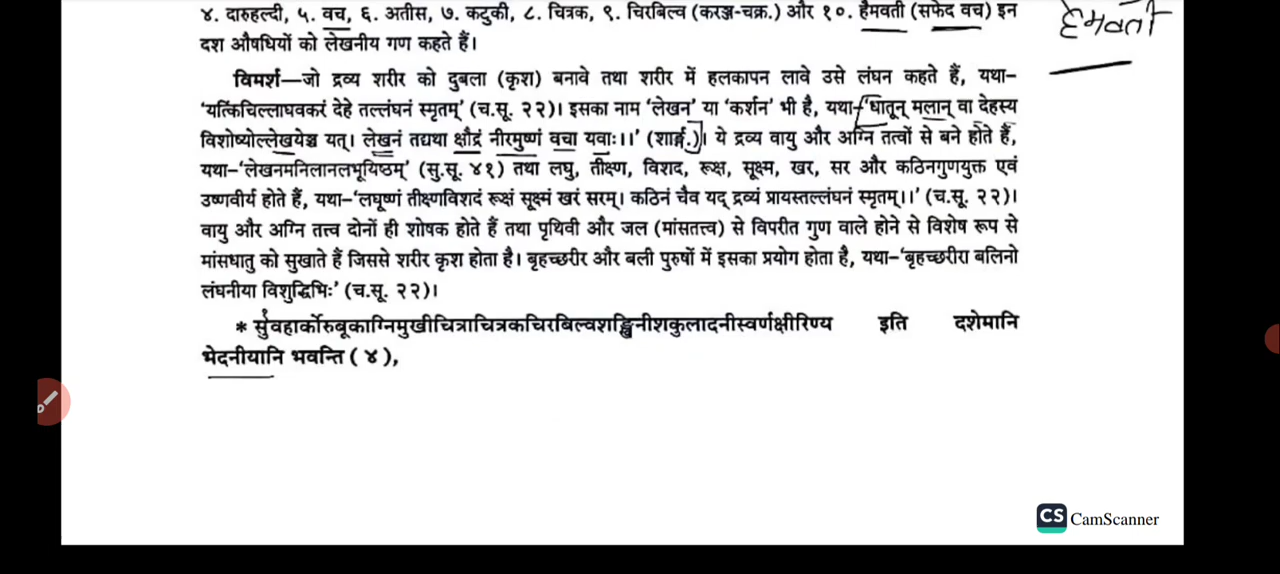 ४. दारुहल्दी, ५. वच, ६. अतीस, ७. कटुकी, ८. चित्रक, ९. चिरबिल्व (करञ्ज-चक्र.) और १०. हैमवती (सफेद वच) इन
हेमवती
दश औषधियों को लेखनीय गण कहते हैं।
विमर्श—जो द्रव्य शरीर को दुबला (कृश) बनावे तथा शरीर में हलकापन लावे उसे लंघन कहते हैं, यथा–
'यत्किंचिल्लाघवकरं देहे तल्लंघनं स्मृतम्' (च.सू. २२)। इसका नाम 'लेखन' या 'कर्शन' भी है, यथा–'धातून् मलान् वा देहस्य
विशोष्योल्लेखयेच्च यत्। लेखनं तद्यथा क्षौद्रं नीरमुष्णं वचा यवाः।।' (शार्ङ्ग.)। ये द्रव्य वायु और अग्नि तत्वों से बने होते हैं,
यथा–'लेखनमनिलानलभूयिष्ठम्' (सु.सू. ४१) तथा लघु, तीक्ष्ण, विशद, रूक्ष, सूक्ष्म, खर, सर और कठिनगुणयुक्त एवं
उष्णवीर्य होते हैं, यथा–'लघूष्णं तीक्ष्णविशदं रूक्षं सूक्ष्मं खरं सरम्। कठिनं चैव यद् द्रव्यं प्रायस्तल्लंघनं स्मृतम्।।' (च.सू. २२)।
वायु और अग्नि तत्त्व दोनों ही शोषक होते हैं तथा पृथिवी और जल (मांसतत्त्व) से विपरीत गुण वाले होने से विशेष रूप से
मांसधातु को सुखाते हैं जिससे शरीर कृश होता है। बृहच्छरीर और बली पुरुषों में इसका प्रयोग होता है, यथा–'बृहच्छरीरा बलिनो
लंघनीया विशुद्धिभिः' (च.सू. २२)।
* सुवहार्कोरुबूकाग्निमुखीचित्राचित्रकचिरबिल्वशङ्खिनीशकुलादनीस्वर्णक्षीरिण्य इति दशेमानि
भेदनीयानि भवन्ति ( ४ ),
CS CamScanner